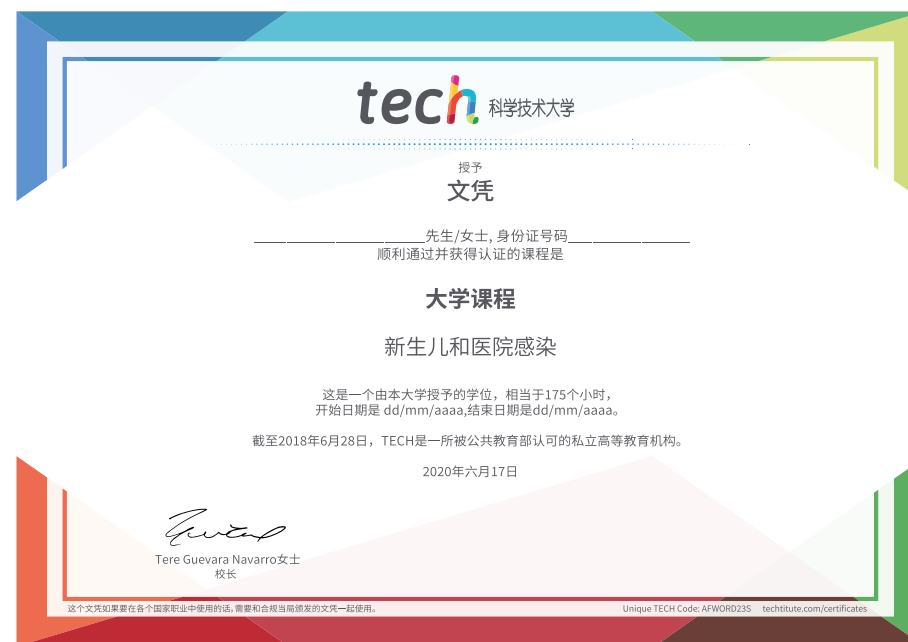 tech 科学技术大学
授予
文凭
________________________先生/女士, 身份证号码_________________
顺利通过并获得认证的课程是
大学课程
新生儿和医院感染
这是一个由本大学授予的学位，相当于175个小时，
开始日期是 dd/mm/aaaa,结束日期是dd/mm/aaaa。
截至2018年6月28日，TECH是一所被公共教育部认可的私立高等教育机构。
2020年六月17日
Tere Guevara Navarro女士
校长
这个文凭如果要在各个国家职业中使用的话,需要和合规当局颁发的文凭一起使用。
Unique TECH Code: AFWORD23S techtitute.com/certificates